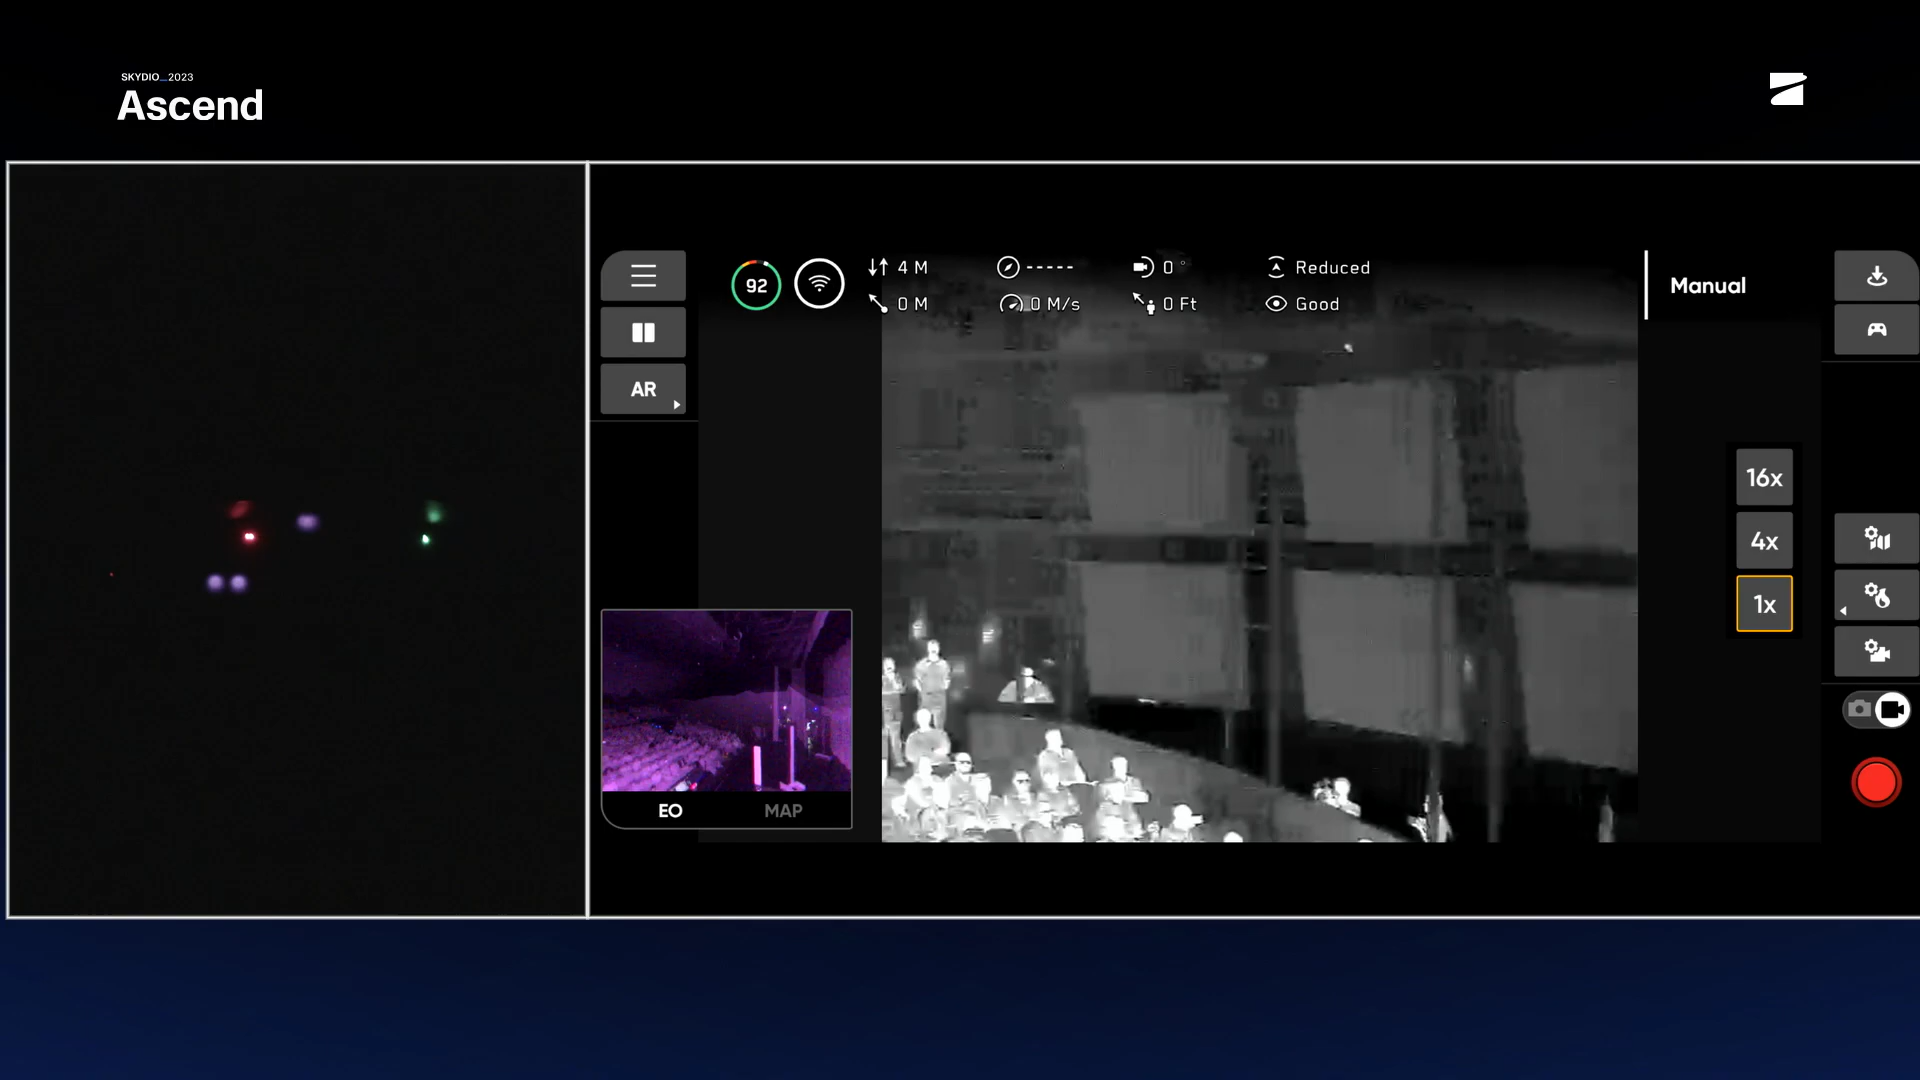 SKYDIO_2023
Ascend
92
4 M
-----
0 °
Reduced
0 M
0 M/s
0 Ft
Good
Manual
AR
16x
4x
1x
EO
MAP